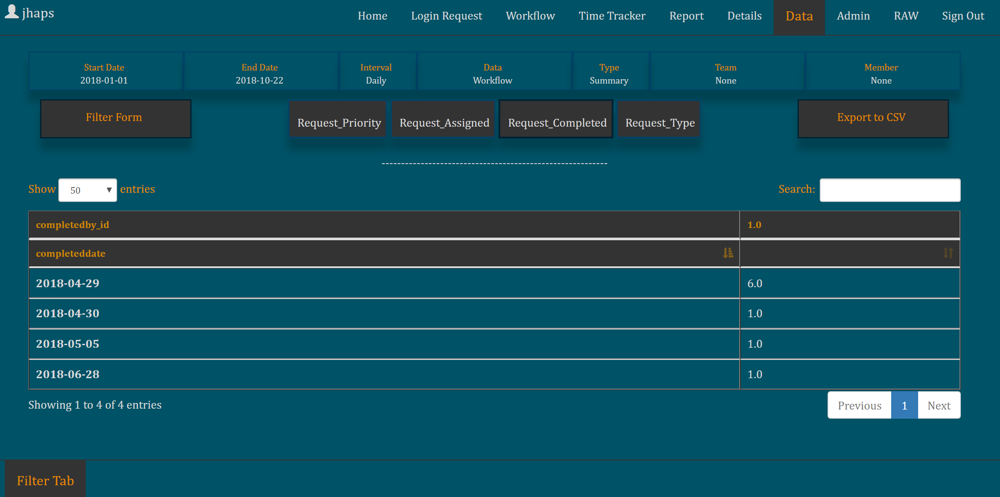 jhaps
Home Login Request Workflow Time Tracker Report Details Data Admin RAW Sign Out
Start Date End Date Interval Data Type Team Member
2018-01-01 2018-10-22 Daily Workflow Summary None None
Filter Form Request_Priority Request_Assigned Request_Completed Request_Type Export to CSV
----------------------------------------------------------
Show 50 entries Search:
completedby_id 1.0
completeddate
2018-04-29 6.0
2018-04-30 1.0
2018-05-05 1.0
2018-06-28 1.0
Showing 1 to 4 of 4 entries Previous 1 Next
Filter Tab